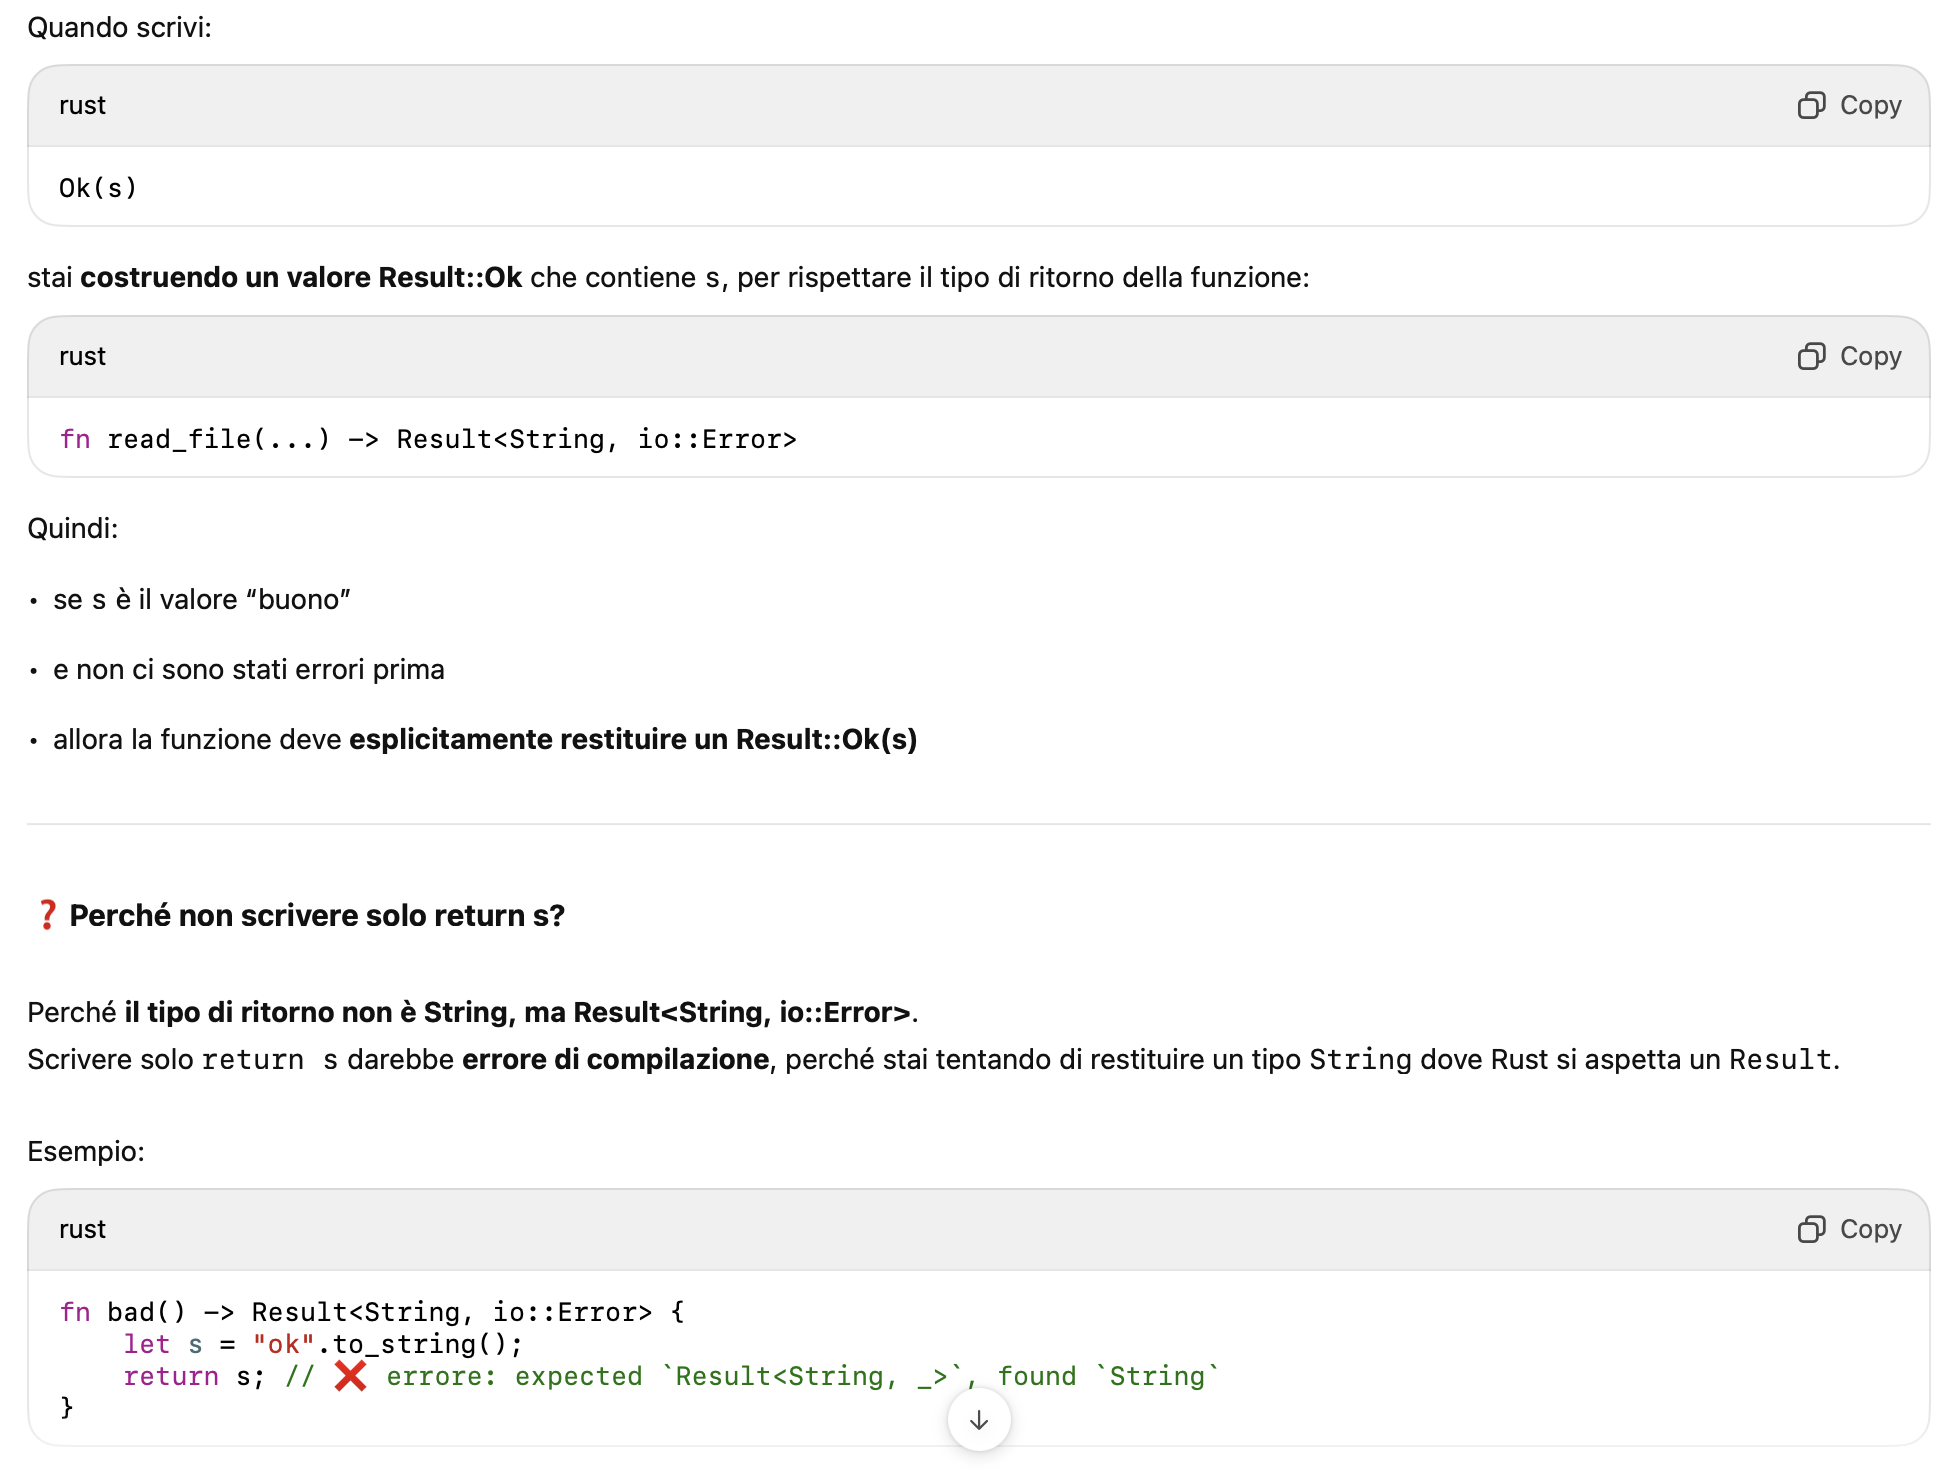 Quando scrivi:
rust
Copy
Ok(s)
stai costruendo un valore Result::Ok che contiene s, per rispettare il tipo di ritorno della funzione:
rust
Copy
fn read_file(...) -> Result<String, io::Error>
Quindi:
• se s è il valore “buono”
• e non ci sono stati errori prima
• allora la funzione deve esplicitamente restituire un Result::Ok(s)
❓ Perché non scrivere solo return s?
Perché il tipo di ritorno non è String, ma Result<String, io::Error>.
Scrivere solo return s darebbe errore di compilazione, perché stai tentando di restituire un tipo String dove Rust si aspetta un Result.
Esempio:
rust
Copy
fn bad() -> Result<String, io::Error> {
    let s = "ok".to_string();
    return s; // ❌ errore: expected `Result<String, _>`, found `String`
}